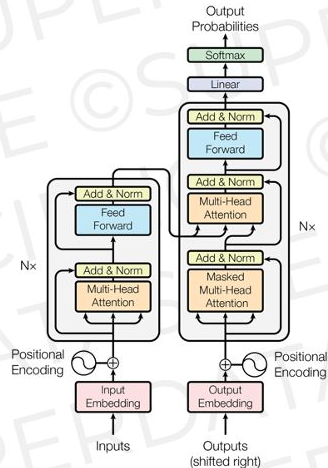 Output
Probabilities
Softmax
Linear
Add & Norm
Feed
Forward
Add & Norm
Multi-Head
Attention
Add & Norm
Masked
Multi-Head
Attention
Nx
Add & Norm
Feed
Forward
Add & Norm
Multi-Head
Attention
Nx
Positional
Encoding
Positional
Encoding
Input
Embedding
Output
Embedding
Inputs
Outputs
(shifted right)